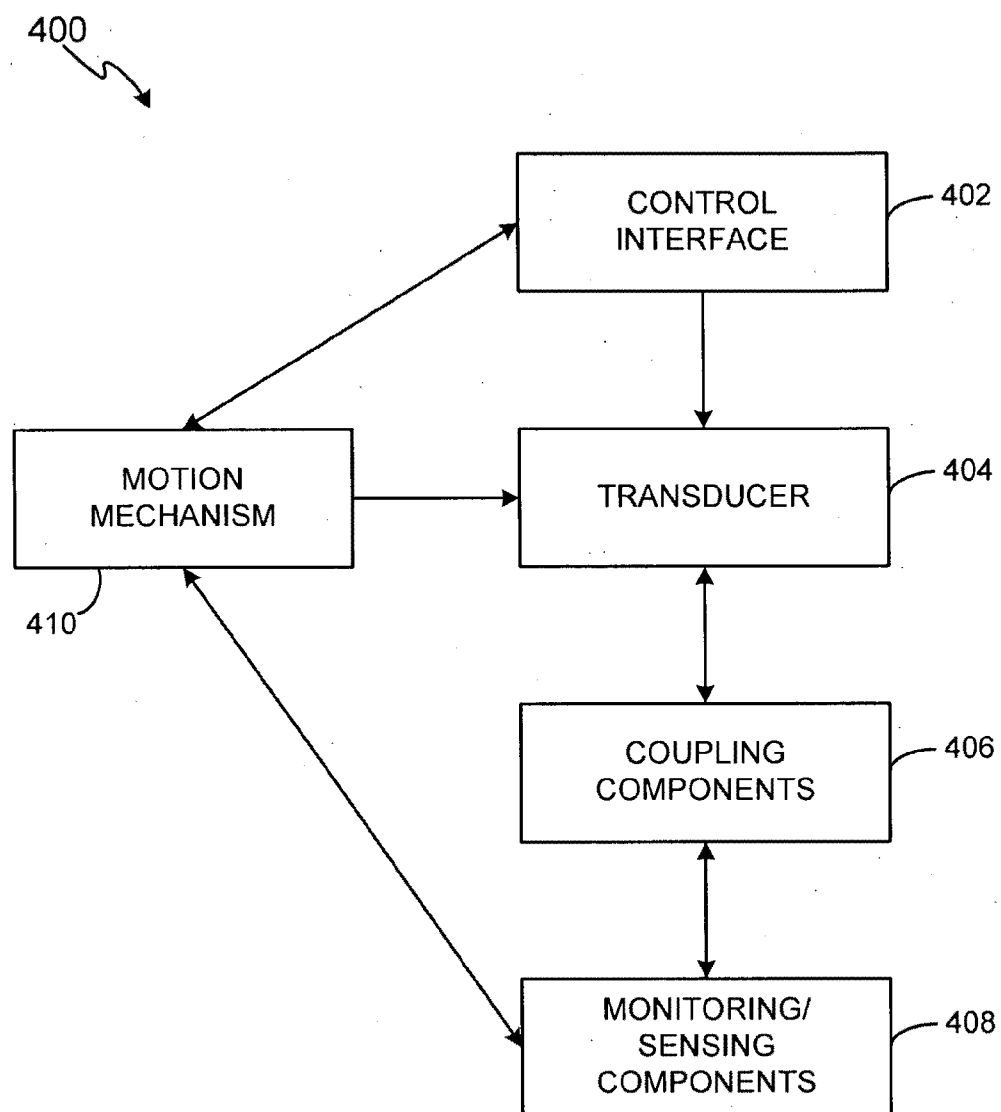 400
CONTROL
INTERFACE
402
MOTION
MECHANISM
410
TRANSDUCER
404
COUPLING
COMPONENTS
406
MONITORING/
SENSING
COMPONENTS
408